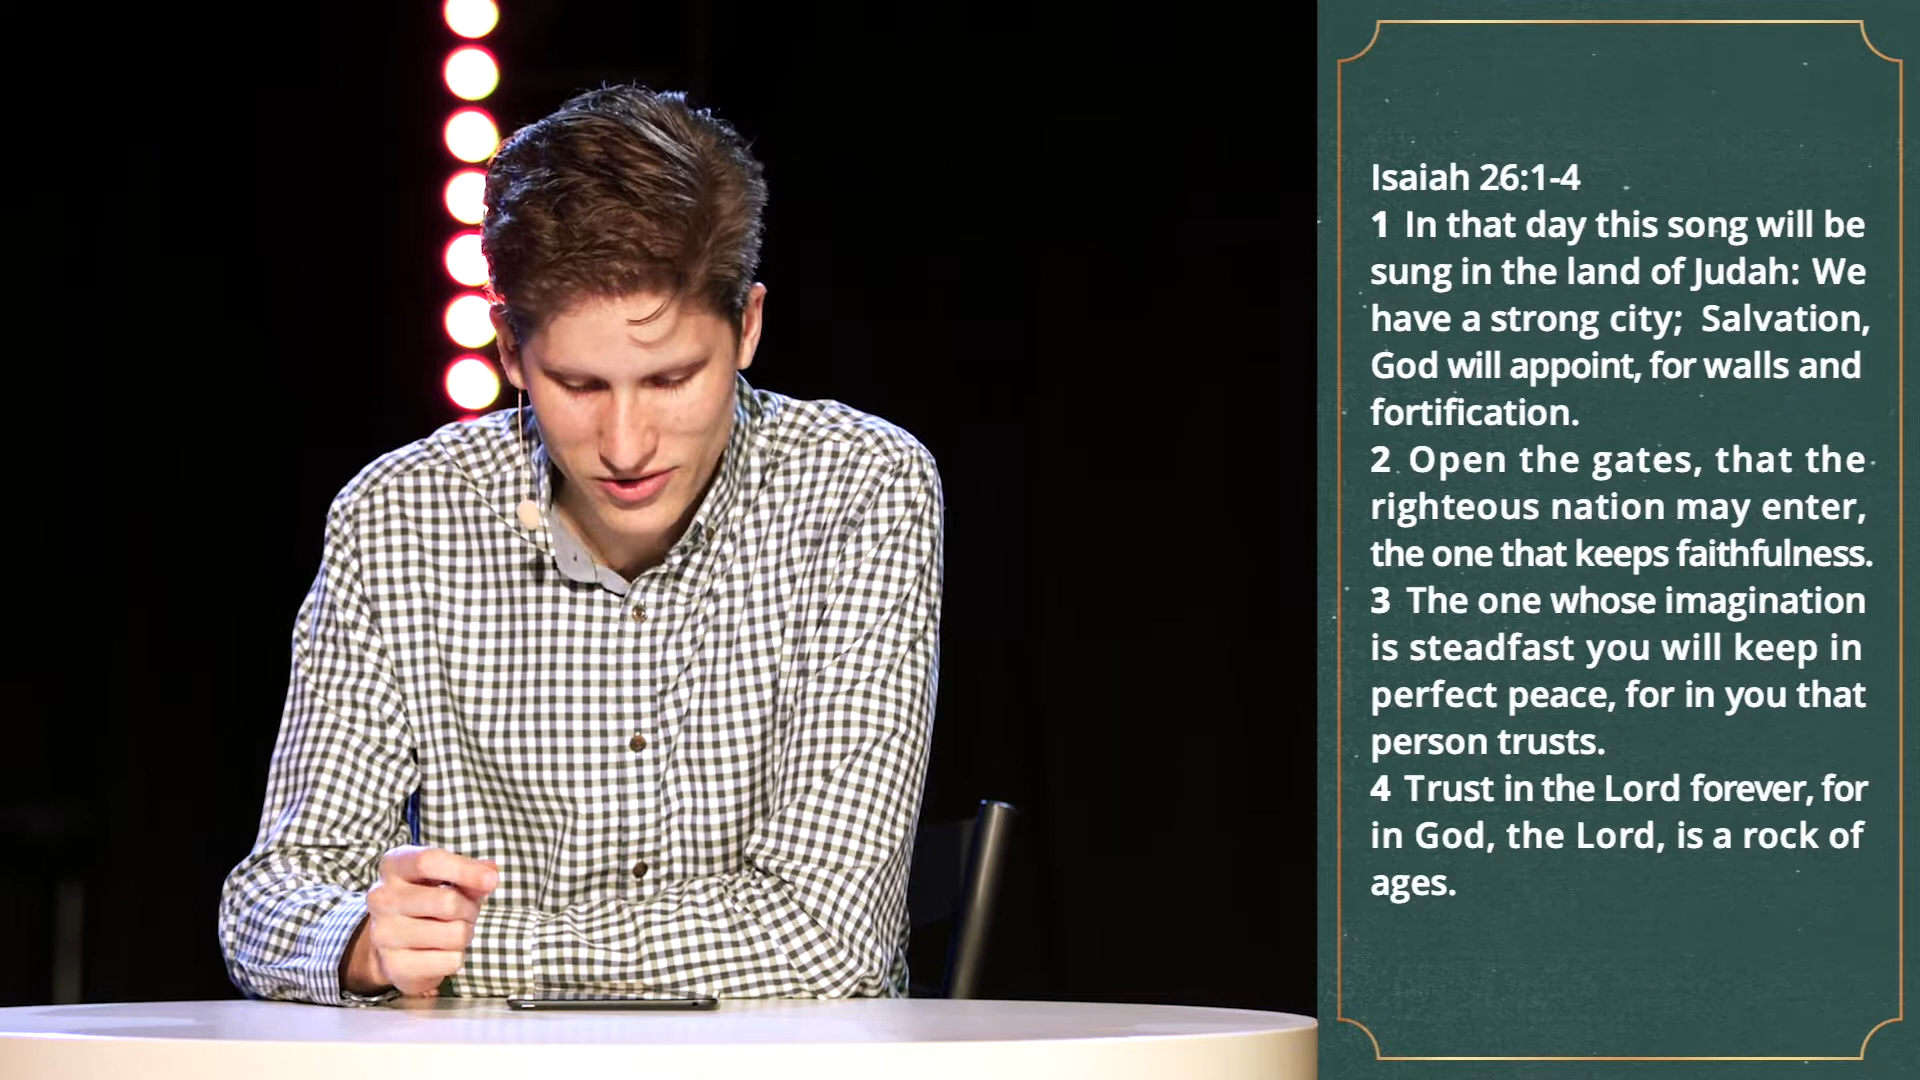 Isaiah 26:1-4
1 In that day this song will be
sung in the land of Judah: We
have a strong city; Salvation,
God will appoint, for walls and
fortification.
2 Open the gates, that the
righteous nation may enter,
the one that keeps faithfulness.
3 The one whose imagination
is steadfast you will keep in
perfect peace, for in you that
person trusts.
4 Trust in the Lord forever, for
in God, the Lord, is a rock of
ages.